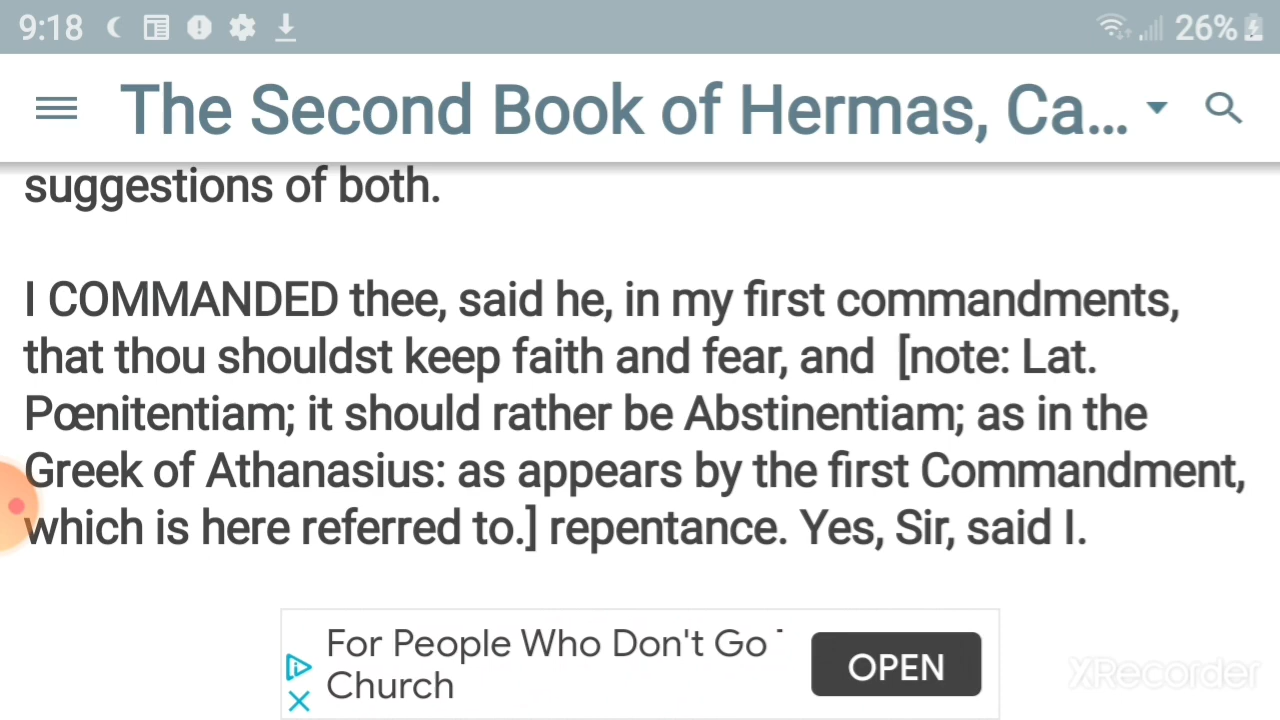 9:18 26%
The Second Book of Hermas, Ca...
suggestions of both.
I COMMANDED thee, said he, in my first commandments,
that thou shouldst keep faith and fear, and [note: Lat.
Pœnitentiam; it should rather be Abstinentiam; as in the
Greek of Athanasius: as appears by the first Commandment,
which is here referred to.] repentance. Yes, Sir, said I.
For People Who Don't Go
Church
OPEN
XRecorder